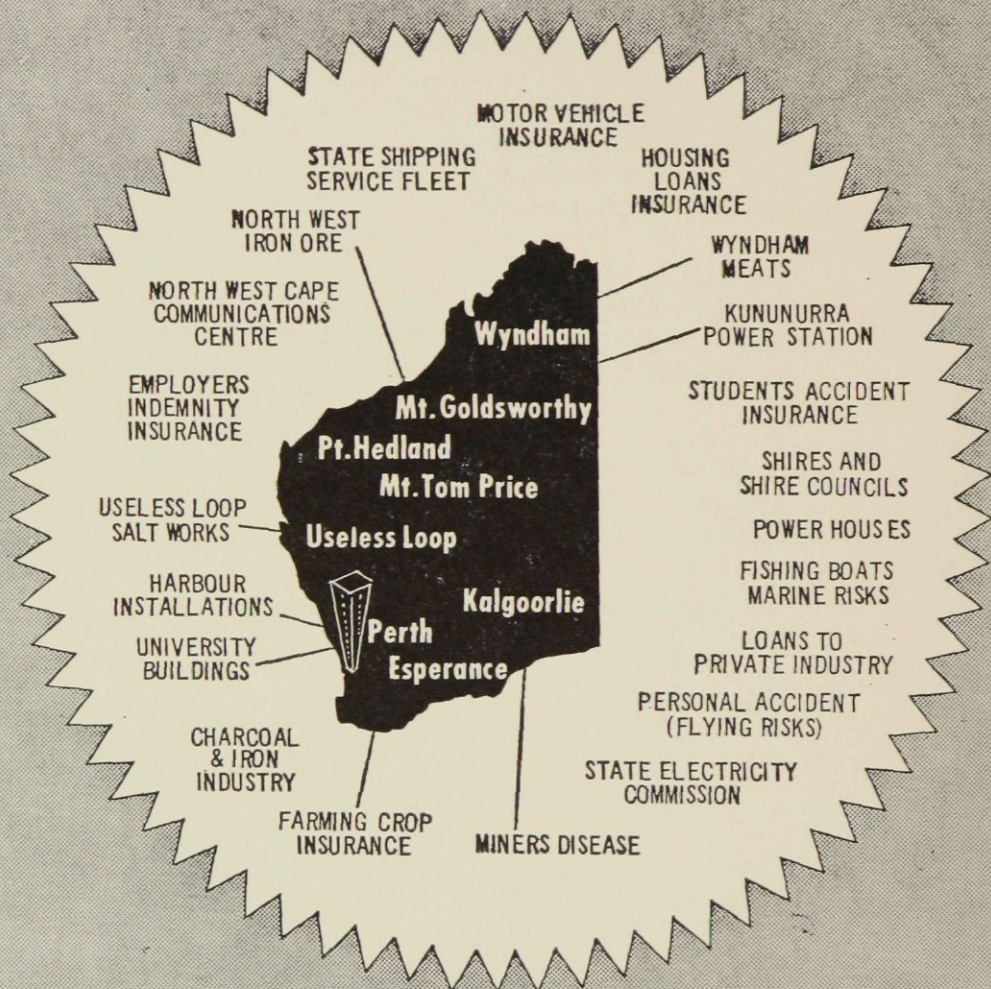 MOTOR VEHICLE
INSURANCE
STATE SHIPPING
SERVICE FLEET
HOUSING
LOANS
INSURANCE
NORTH WEST
IRON ORE
WYNDHAM
MEATS
NORTH WEST CAPE
COMMUNICATIONS
CENTRE
KUNUNURRA
POWER STATION
EMPLOYERS
INDEMNITY
INSURANCE
STUDENTS ACCIDENT
INSURANCE
SHIRES AND
SHIRE COUNCILS
USELESS LOOP
SALT WORKS
POWER HOUSES
HARBOUR
INSTALLATIONS
FISHING BOATS
MARINE RISKS
UNIVERSITY
BUILDINGS
LOANS TO
PRIVATE INDUSTRY
PERSONAL ACCIDENT
(FLYING RISKS)
CHARCOAL
& IRON
INDUSTRY
STATE ELECTRICITY
COMMISSION
FARMING CROP
INSURANCE
MINERS DISEASE
Wyndham
Mt. Goldsworthy
Pt. Hedland
Mt. Tom Price
Useless Loop
Kalgoorlie
Perth
Esperance